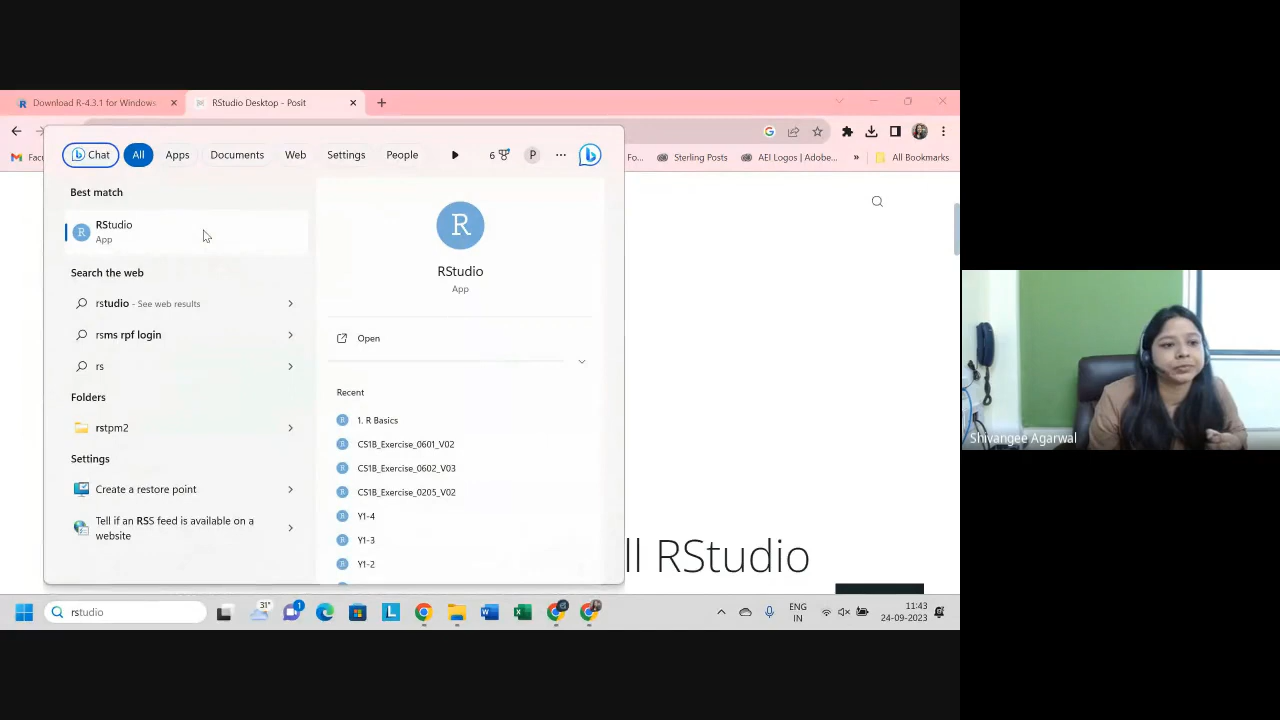 Download R-4.3.1 for Windows
RStudio Desktop - Posit
Chat
All
Apps
Documents
Web
Settings
People
6
P
Fo...
Sterling Posts
AEI Logos | Adobe...
»
All Bookmarks
Best match
RStudio
App
Search the web
rstudio - See web results
rsms rpf login
rs
Folders
rstpm2
Settings
Create a restore point
Tell if an RSS feed is available on a
website
R
RStudio
App
Open
Recent
1. R Basics
CS1B_Exercise_0601_V02
CS1B_Exercise_0602_V03
CS1B_Exercise_0205_V02
Y1-4
Y1-3
Y1-2
ll RStudio
rstudio
31°
1
ENG
IN
11:43
24-09-2023
Shivangee Agarwal